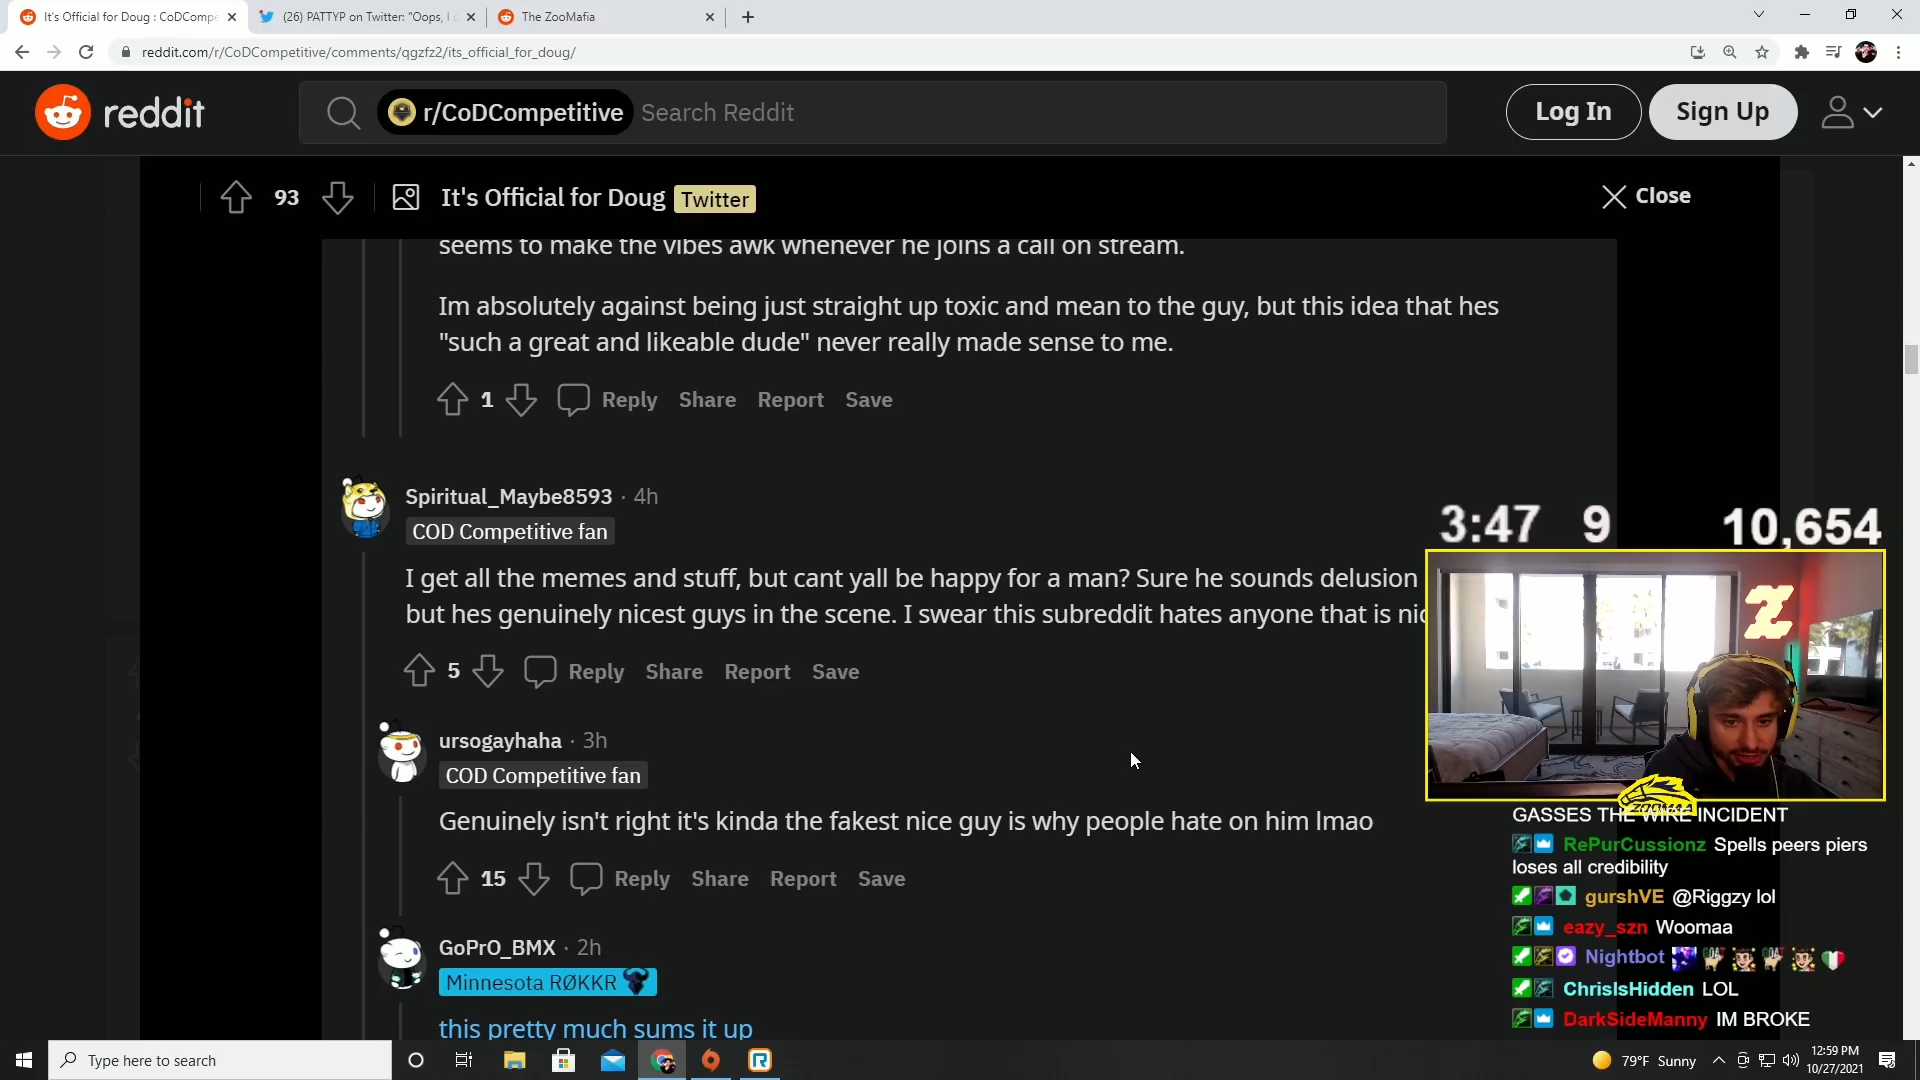 It's Official for Doug : CoDCompe
(26) PATTYP on Twitter: "Oops, I c
The ZooMafia
reddit.com/r/CoDCompetitive/comments/qgzfz2/its_official_for_doug/
reddit
r/CoDCompetitive Search Reddit
Log In
Sign Up
93
It's Official for Doug Twitter
Close
seems to make the vibes awk whenever he joins a call on stream.
Im absolutely against being just straight up toxic and mean to the guy, but this idea that hes
"such a great and likeable dude" never really made sense to me.
1 Reply Share Report Save
Spiritual_Maybe8593 · 4h
COD Competitive fan
I get all the memes and stuff, but cant yall be happy for a man? Sure he sounds delusion
but hes genuinely nicest guys in the scene. I swear this subreddit hates anyone that is nic
5 Reply Share Report Save
ursogayhaha · 3h
COD Competitive fan
Genuinely isn't right it's kinda the fakest nice guy is why people hate on him lmao
15 Reply Share Report Save
GoPrO_BMX · 2h
Minnesota RØKKR
this pretty much sums it up
3:47 9 10,654
Z
GASSES THE WIRE INCIDENT
RePurCussionz Spells peers piers
loses all credibility
gurshVE @Riggzy lol
eazy_szn Woomaa
Nightbot
ChrisIsHidden LOL
DarkSideManny IM BROKE
Type here to search
79°F Sunny
12:59 PM
10/27/2021